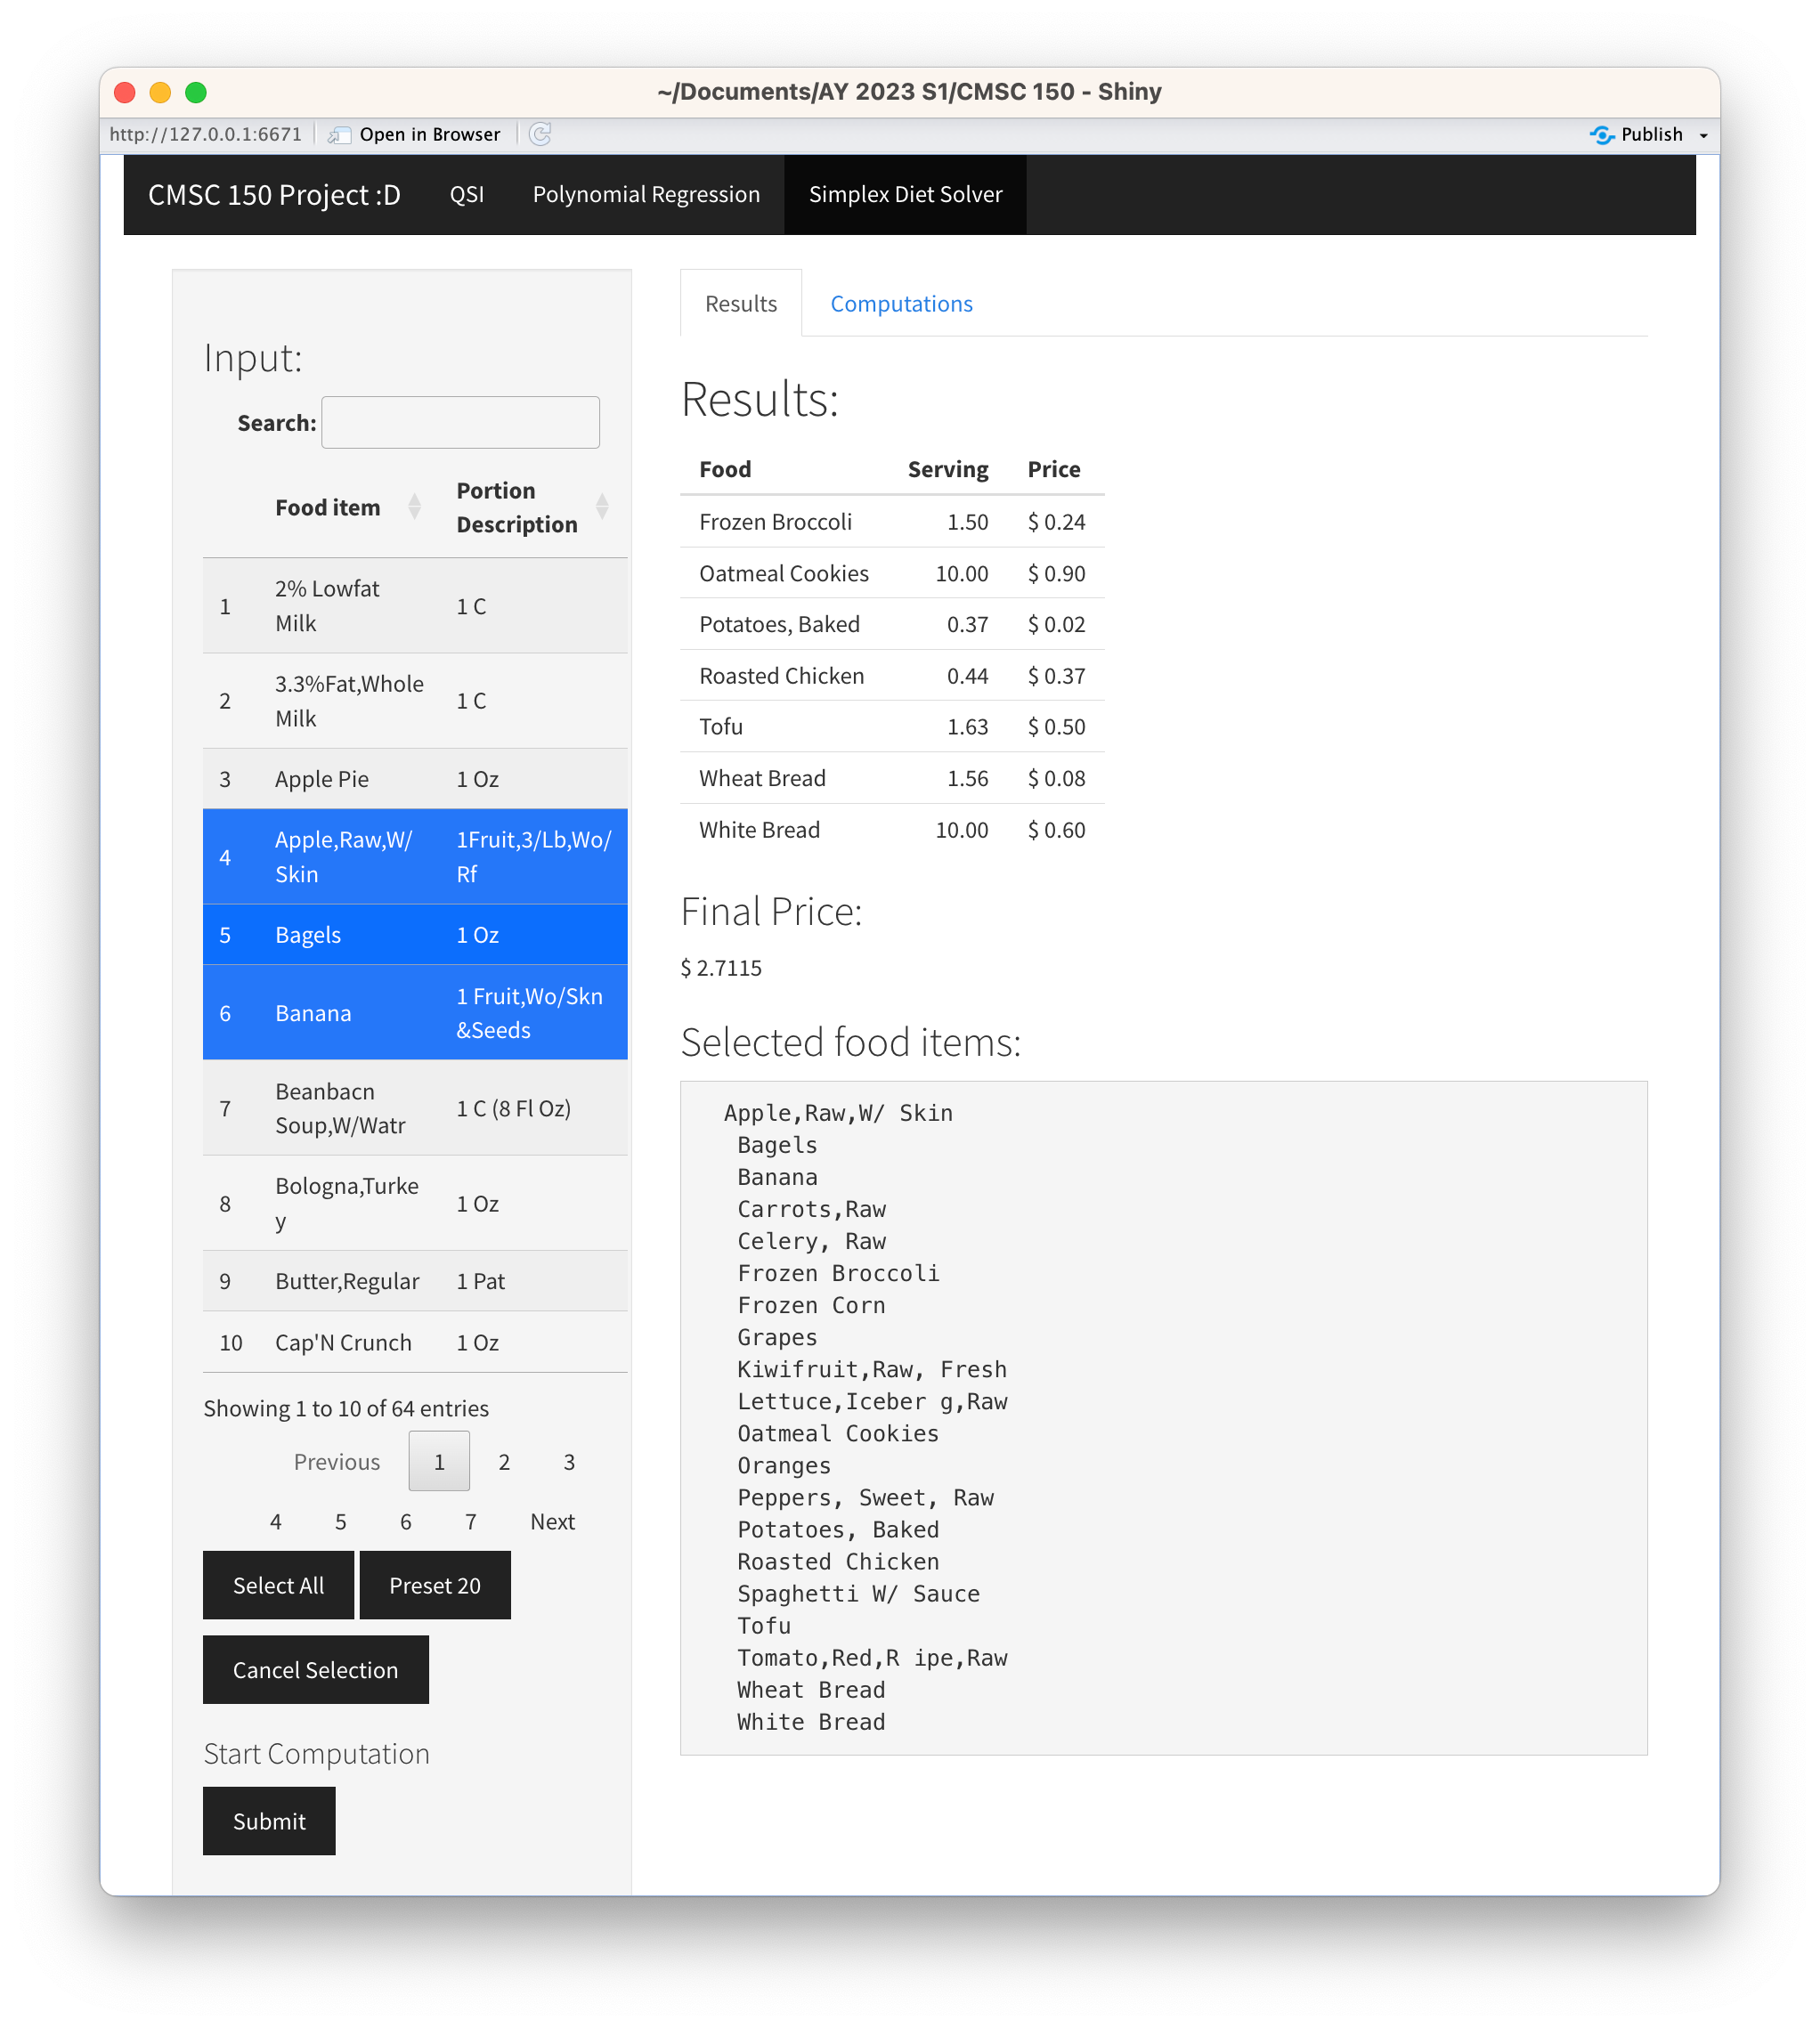 ~/Documents/AY 2023 S1/CMSC 150 - Shiny
http://127.0.0.1:6671 Open in Browser Publish
CMSC 150 Project :D QSI Polynomial Regression Simplex Diet Solver
Input:
Search:
Food item Portion Description
1 2% Lowfat Milk 1 C
2 3.3%Fat,Whole Milk 1 C
3 Apple Pie 1 Oz
4 Apple,Raw,W/ Skin 1Fruit,3/Lb,Wo/ Rf
5 Bagels 1 Oz
6 Banana 1 Fruit,Wo/Skn &Seeds
7 Beanbacn Soup,W/Watr 1 C (8 Fl Oz)
8 Bologna,Turkey 1 Oz
9 Butter,Regular 1 Pat
10 Cap'N Crunch 1 Oz
Showing 1 to 10 of 64 entries
Previous 1 2 3
4 5 6 7 Next
Select All Preset 20
Cancel Selection
Start Computation
Submit
Results Computations
Results:
Food Serving Price
Frozen Broccoli 1.50 $ 0.24
Oatmeal Cookies 10.00 $ 0.90
Potatoes, Baked 0.37 $ 0.02
Roasted Chicken 0.44 $ 0.37
Tofu 1.63 $ 0.50
Wheat Bread 1.56 $ 0.08
White Bread 10.00 $ 0.60
Final Price:
$ 2.7115
Selected food items:
Apple,Raw,W/ Skin
Bagels
Banana
Carrots,Raw
Celery, Raw
Frozen Broccoli
Frozen Corn
Grapes
Kiwifruit,Raw, Fresh
Lettuce,Iceber g,Raw
Oatmeal Cookies
Oranges
Peppers, Sweet, Raw
Potatoes, Baked
Roasted Chicken
Spaghetti W/ Sauce
Tofu
Tomato,Red,R ipe,Raw
Wheat Bread
White Bread